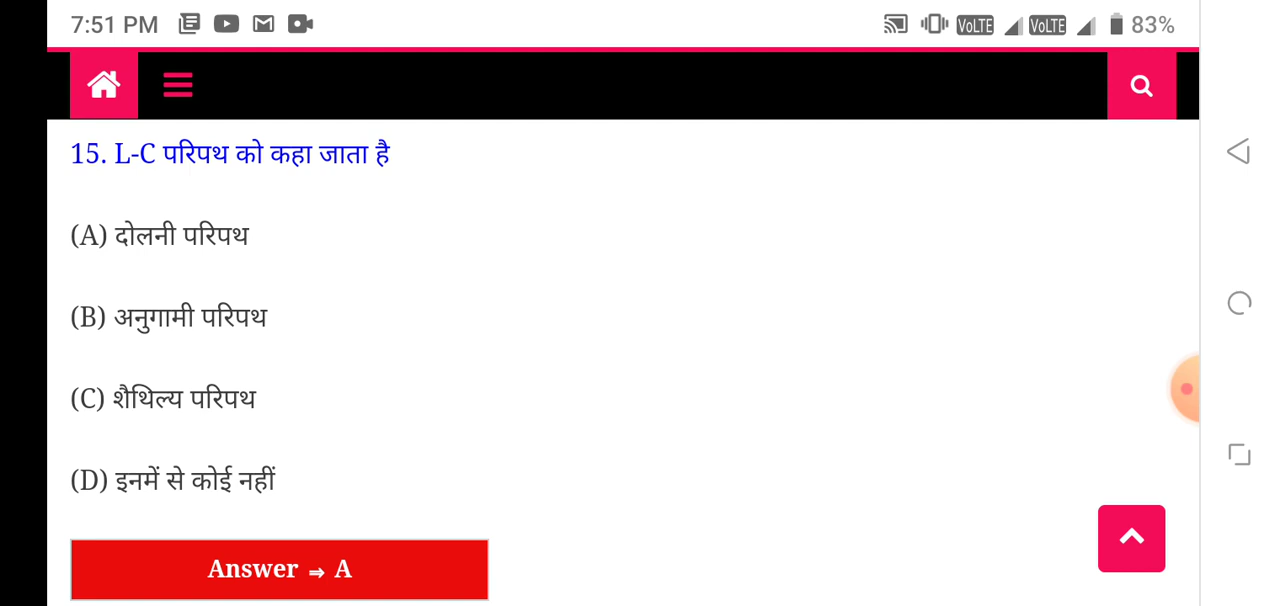 7:51 PM VoLTE VoLTE 83%
15. L-C परिपथ को कहा जाता है
(A) दोलनी परिपथ
(B) अनुगामी परिपथ
(C) शैथिल्य परिपथ
(D) इनमें से कोई नहीं
Answer ⇒ A